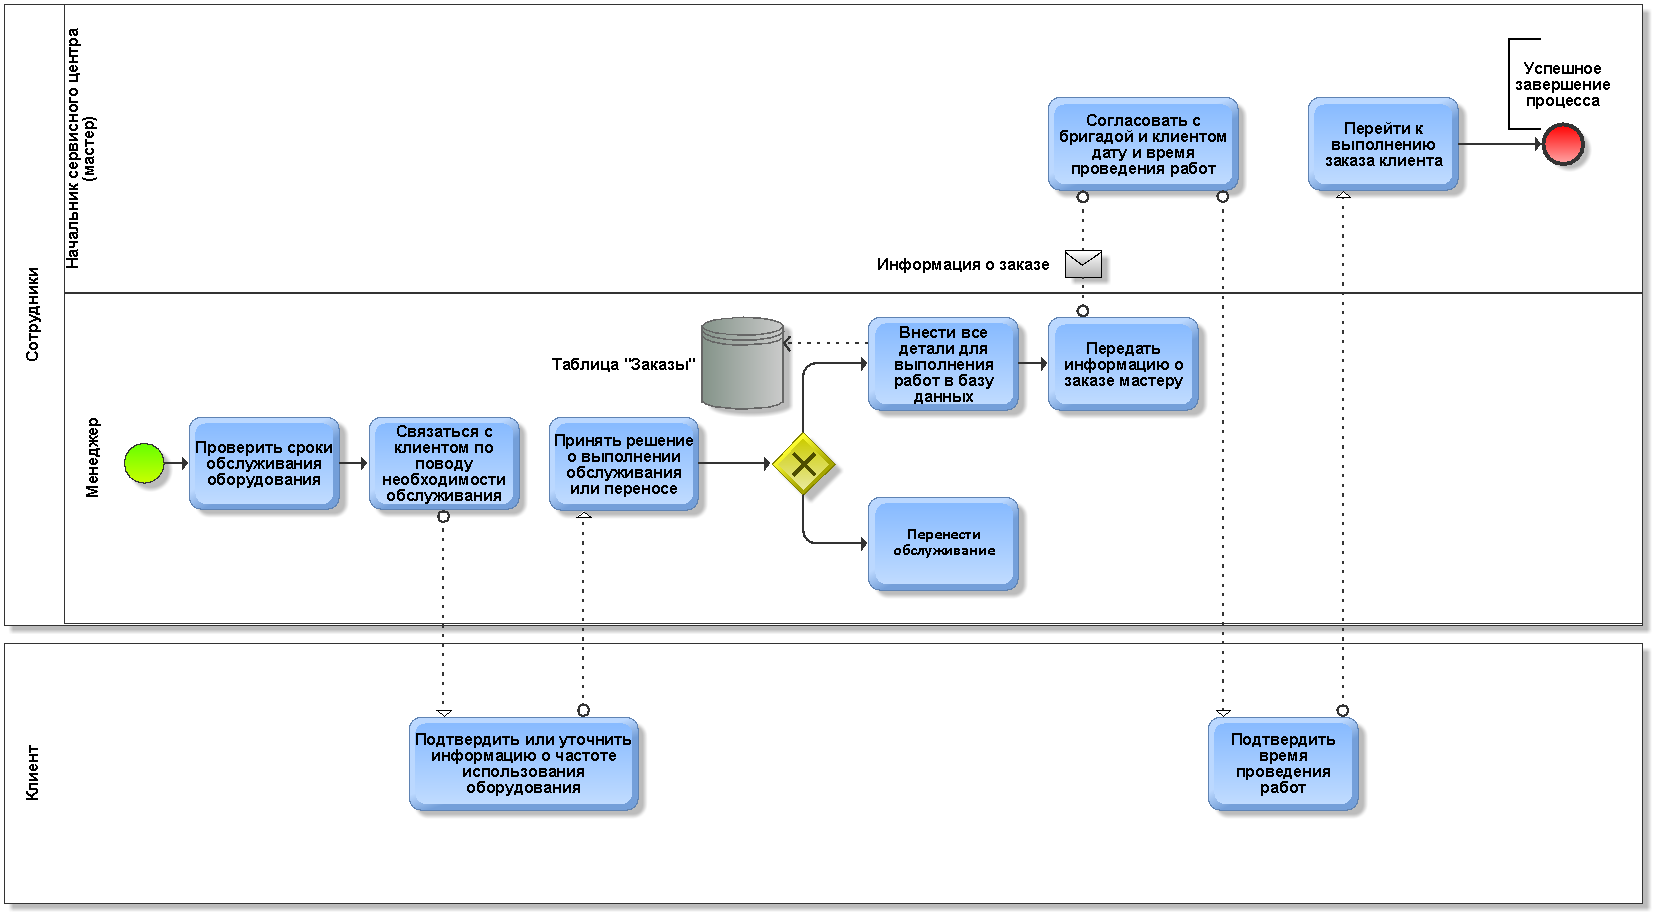 Сотрудники
Начальник сервисного центра
(мастер)
Согласовать с
бригадой и клиентом
дату и время
проведения работ
Перейти к
выполнению
заказа клиента
Успешное
завершение
процесса
Информация о заказе
Менеджер
Проверить сроки
обслуживания
оборудования
Связаться с
клиентом по
поводу
необходимости
обслуживания
Принять решение
о выполнении
обслуживания
или переносе
Таблица "Заказы"
Внести все
детали для
выполнения
работ в базу
данных
Передать
информацию о
заказе мастеру
Перенести
обслуживание
Клиент
Подтвердить или уточнить
информацию о частоте
использования
оборудования
Подтвердить
время
проведения
работ